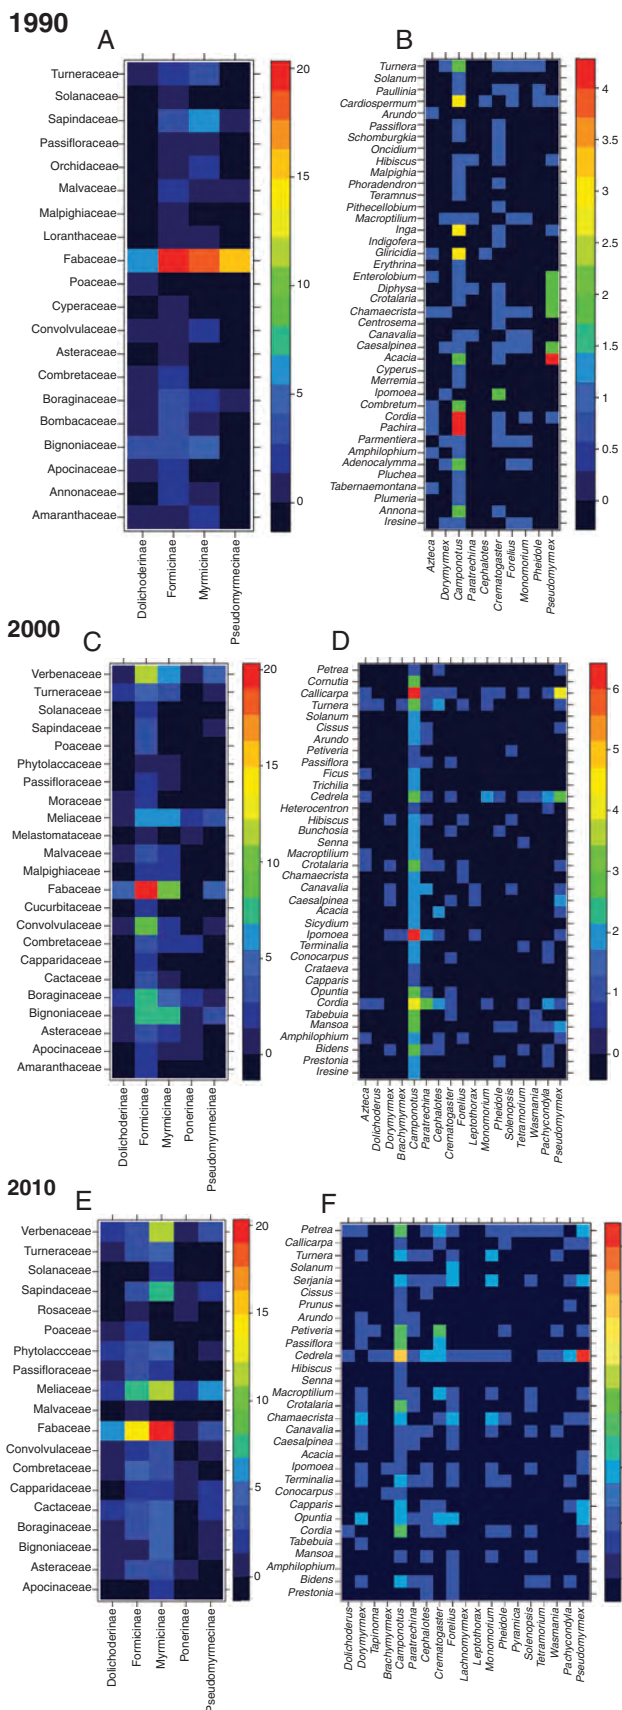 1990
A
Turneraceae
Solanaceae
Sapindaceae
Passifloraceae
Orchidaceae
Malvaceae
Malpighiaceae
Loranthaceae
Fabaceae
Poaceae
Cyperaceae
Convolvulaceae
Asteraceae
Combretaceae
Boraginaceae
Bombacaceae
Bignoniaceae
Apocinaceae
Annonaceae
Amaranthaceae
Dolichoderinae
Formicinae
Myrmicinae
Pseudomyrmecinae
20
15
10
5
0
B
Turnera
Solanum
Paullinia
Cardiospermum
Arundo
Passiflora
Schomburgkia
Oncidium
Hibiscus
Malpighia
Phoradendron
Teramnus
Pithecellobium
Macroptilium
Inga
Indigofera
Gliricidia
Erythrina
Enterolobium
Diphysa
Crotalaria
Chamaecrista
Centrosema
Canavalia
Caesalpinea
Acacia
Cyperus
Merremia
Ipomoea
Combretum
Cordia
Pachira
Parmentiera
Amphilophium
Adenocalymma
Pluchea
Tabernaemontana
Plumeria
Annona
Iresine
Azteca
Dorymyrmex
Camponotus
Paratrechina
Cephalotes
Crematogaster
Forelius
Monomorium
Pheidole
Pseudomyrmex
4
3.5
3
2.5
2
1.5
1
0.5
0
2000
C
Verbenaceae
Turneraceae
Solanaceae
Sapindaceae
Poaceae
Phytolaccaceae
Passifloraceae
Moraceae
Meliaceae
Melastomataceae
Malvaceae
Malpighiaceae
Fabaceae
Cucurbitaceae
Convolvulaceae
Combretaceae
Capparidaceae
Cactaceae
Boraginaceae
Bignoniaceae
Asteraceae
Apocinaceae
Amaranthaceae
Dolichoderinae
Formicinae
Myrmicinae
Ponerinae
Pseudomyrmecinae
20
15
10
5
0
D
Petrea
Cornutia
Callicarpa
Turnera
Solanum
Cissus
Arundo
Petiveria
Passiflora
Ficus
Trichilia
Cedrela
Heterocentron
Hibiscus
Bunchosia
Senna
Macroptilium
Crotalaria
Chamaecrista
Canavalia
Caesalpinea
Acacia
Sicydium
Ipomoea
Terminalia
Conocarpus
Crataeva
Capparis
Opuntia
Cordia
Tabebuia
Mansoa
Amphilophium
Bidens
Prestonia
Iresine
Azteca
Dolichoderus
Dorymyrmex
Brachymyrmex
Camponotus
Paratrechina
Cephalotes
Crematogaster
Forelius
Leptothorax
Monomorium
Pheidole
Solenopsis
Tetramorium
Wasmania
Pachycondyla
Pseudomyrmex
6
5
4
3
2
1
0
2010
E
Verbenaceae
Turneraceae
Solanaceae
Sapindaceae
Rosaceae
Poaceae
Phytolaccceae
Passifloraceae
Meliaceae
Malvaceae
Fabaceae
Convolvulaceae
Combretaceae
Capparidaceae
Cactaceae
Boraginaceae
Bignoniaceae
Asteraceae
Apocinaceae
Dolichoderinae
Formicinae
Myrmicinae
Ponerinae
Pseudomyrmecinae
20
15
10
5
0
F
Petrea
Callicarpa
Turnera
Solanum
Serjania
Cissus
Prunus
Arundo
Petiveria
Passiflora
Cedrela
Hibiscus
Senna
Macroptilium
Crotalaria
Chamaecrista
Canavalia
Caesalpinea
Acacia
Ipomoea
Terminalia
Conocarpus
Capparis
Opuntia
Cordia
Tabebuia
Mansoa
Amphilophium
Bidens
Prestonia
Dolichoderus
Dorymyrmex
Tapinoma
Brachymyrmex
Camponotus
Paratrechina
Cephalotes
Crematogaster
Forelius
Lachnomyrmex
Leptothorax
Monomorium
Pheidole
Pyramica
Solenopsis
Tetramorium
Wasmania
Pachycondyla
Pseudomyrmex